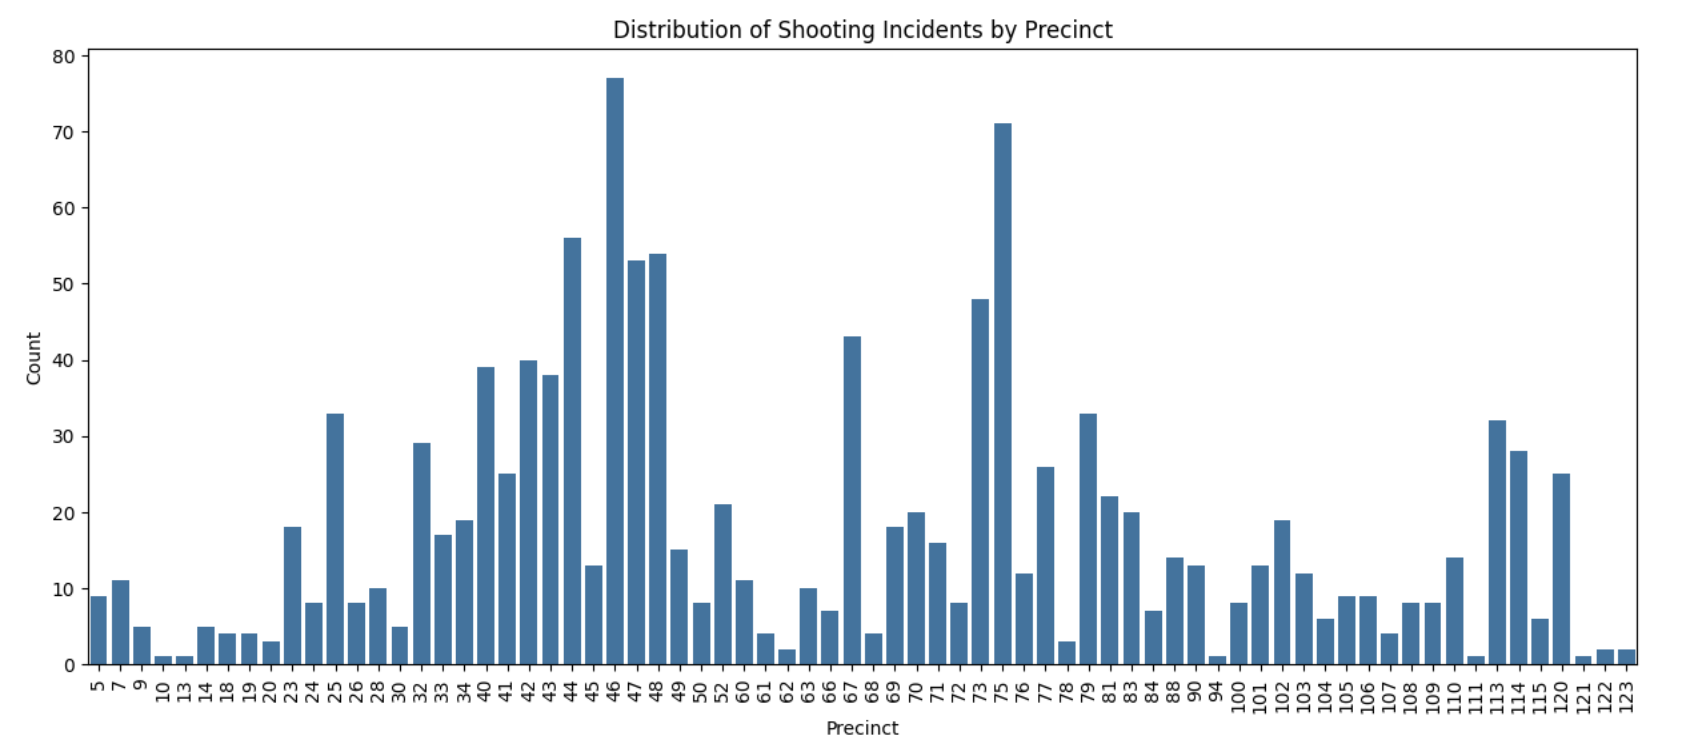 Distribution of Shooting Incidents by Precinct
80
70
60
50
40
30
20
10
0
Count
5 7 9 10 13 14 18 19 20 23 24 25 26 28 30 32 33 34 40 41 42 43 44 45 46 47 48 49 50 52 60 61 62 63 66 67 68 69 70 71 72 73 75 76 77 78 79 81 83 84 88 90 94 100 101 102 103 104 105 106 107 108 109 110 111 113 114 115 120 121 122 123
Precinct